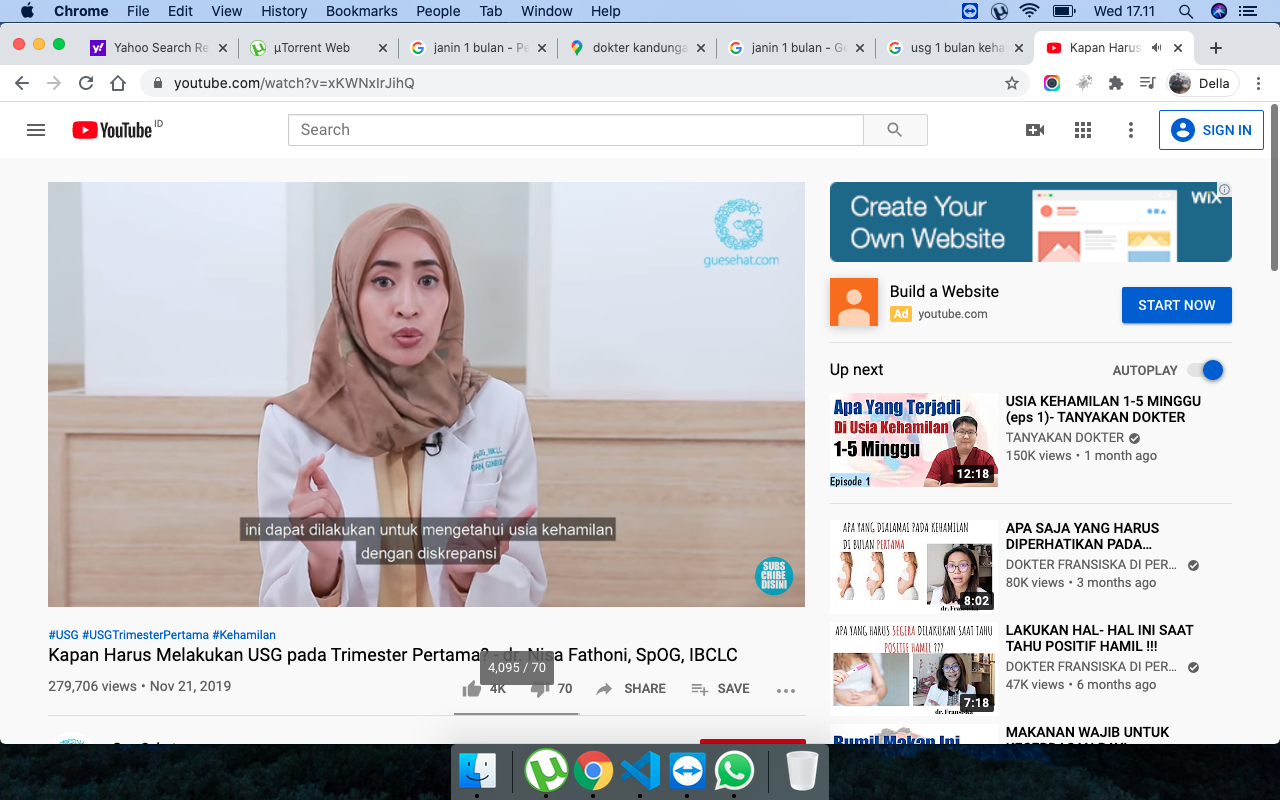 Chrome File Edit View History Bookmarks People Tab Window Help Wed 17.11
Yahoo Search Re
µTorrent Web
janin 1 bulan - Pe
dokter kandunga
janin 1 bulan - Go
usg 1 bulan keha
Kapan Harus
youtube.com/watch?v=xKWNxIrJihQ
Della
YouTube ID
Search
SIGN IN
guesehat.com
ini dapat dilakukan untuk mengetahui usia kehamilan
dengan diskrepansi
SUBS
CRIBE
DISINI
#USG #USGTrimesterPertama #Kehamilan
Kapan Harus Melakukan USG pada Trimester Pertama? - dr. Nisa Fathoni, SpOG, IBCLC
279,706 views • Nov 21, 2019
4,095 / 70
4K 70 SHARE SAVE
Create Your
Own Website
WiX
Build a Website
Ad youtube.com
START NOW
Up next
AUTOPLAY
Apa Yang Terjadi
Di Usia Kehamilan
1-5 Minggu
Episode 1
12:18
USIA KEHAMILAN 1-5 MINGGU
(eps 1)- TANYAKAN DOKTER
TANYAKAN DOKTER
150K views • 1 month ago
APA YANG DIALAMAI PADA KEHAMILAN
DI BULAN PERTAMA
8:02
APA SAJA YANG HARUS
DIPERHATIKAN PADA...
DOKTER FRANSISKA DI PER...
80K views • 3 months ago
APA YANG HARUS SEGERA DILAKUKAN SAAT TAHU
POSITIF HAMIL ???
7:18
LAKUKAN HAL- HAL INI SAAT
TAHU POSITIF HAMIL !!!
DOKTER FRANSISKA DI PER...
47K views • 6 months ago
Bumil Makan Ini
MAKANAN WAJIB UNTUK